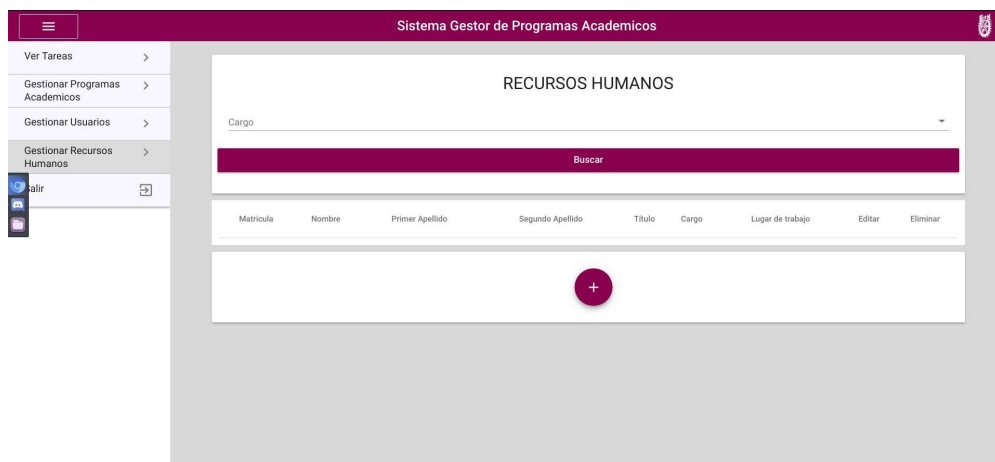 Sistema Gestor de Programas Academicos
Ver Tareas
Gestionar Programas
Academicos
Gestionar Usuarios
Gestionar Recursos
Humanos
Salir
RECURSOS HUMANOS
Cargo
Buscar
Matricula Nombre Primer Apellido Segundo Apellido Título Cargo Lugar de trabajo Editar Eliminar
+